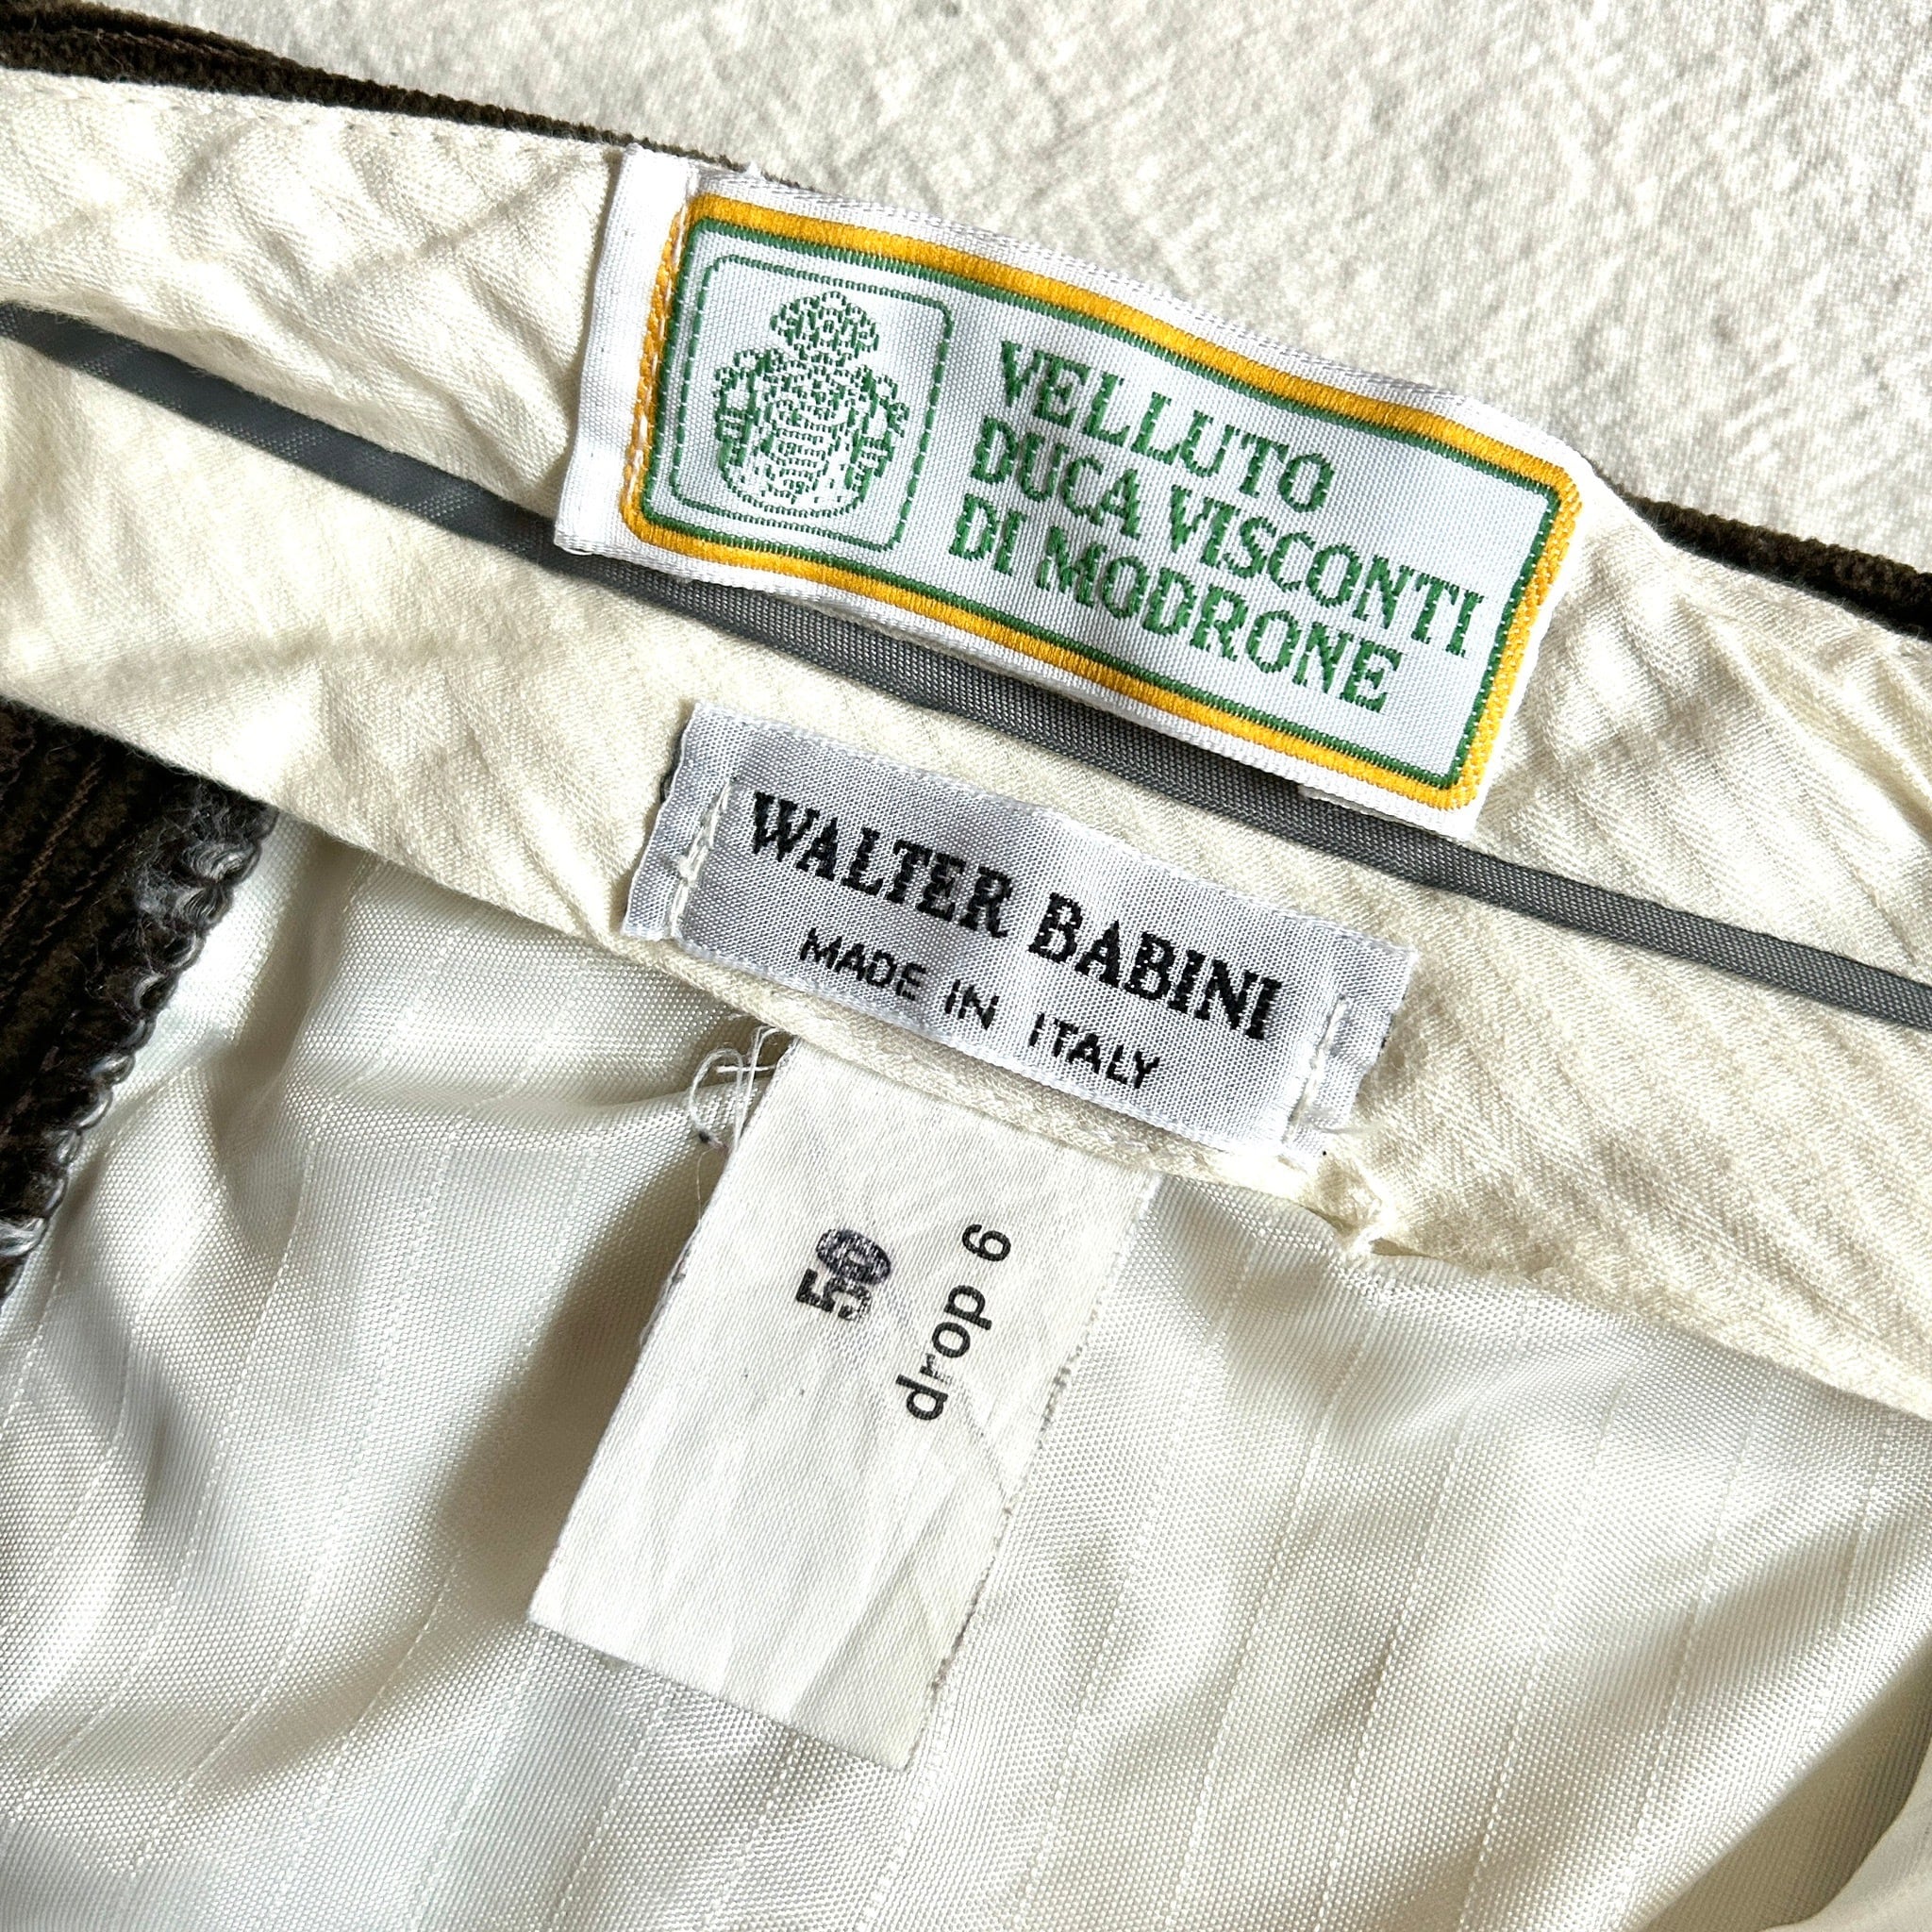 VELLUTO
DUCA VISCONTI
DI MODRONE
WALTER BABINI
MADE IN ITALY
50
drop 6